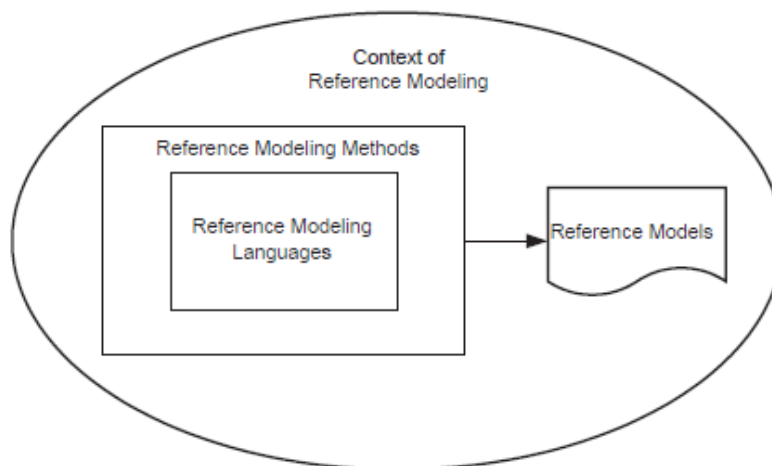 Context of
Reference Modeling
Reference Modeling Methods
Reference Modeling
Languages
Reference Models